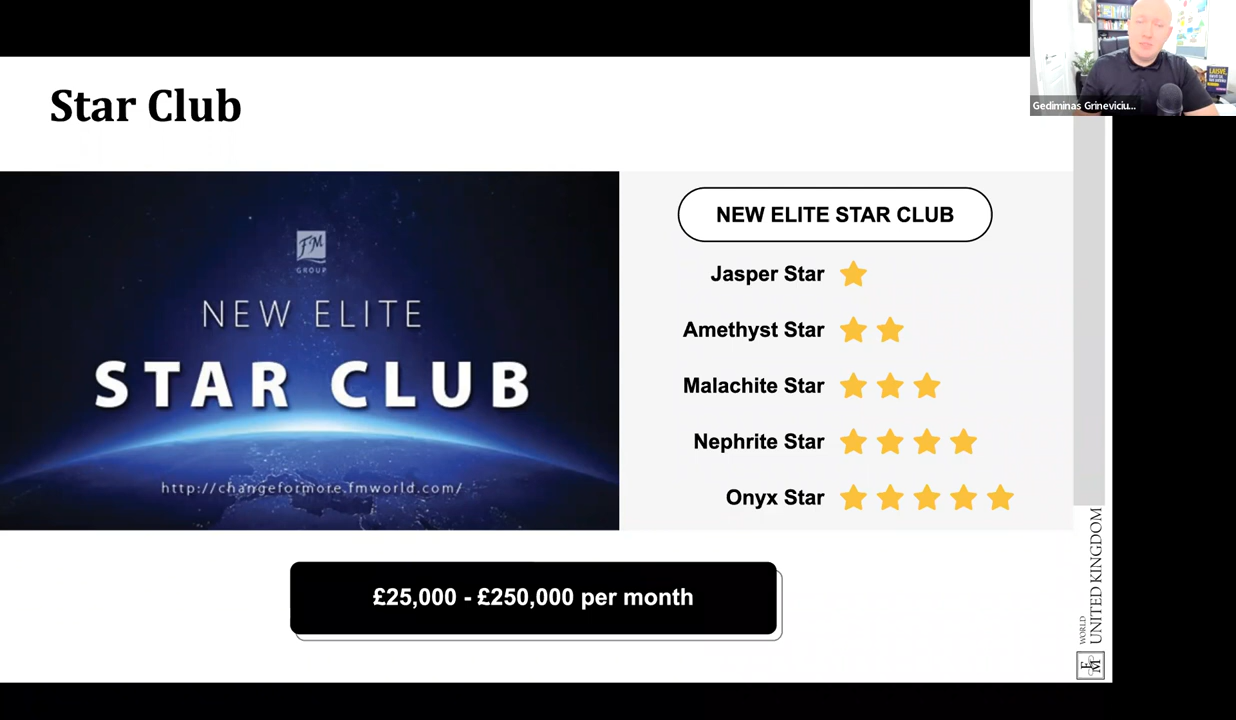 Star Club
Gediminas Grineviciu...
FM
GROUP
NEW ELITE
STAR CLUB
http://changeformore.fmworld.com/
NEW ELITE STAR CLUB
Jasper Star
Amethyst Star
Malachite Star
Nephrite Star
Onyx Star
£25,000 - £250,000 per month
FM
WORLD
UNITED KINGDOM